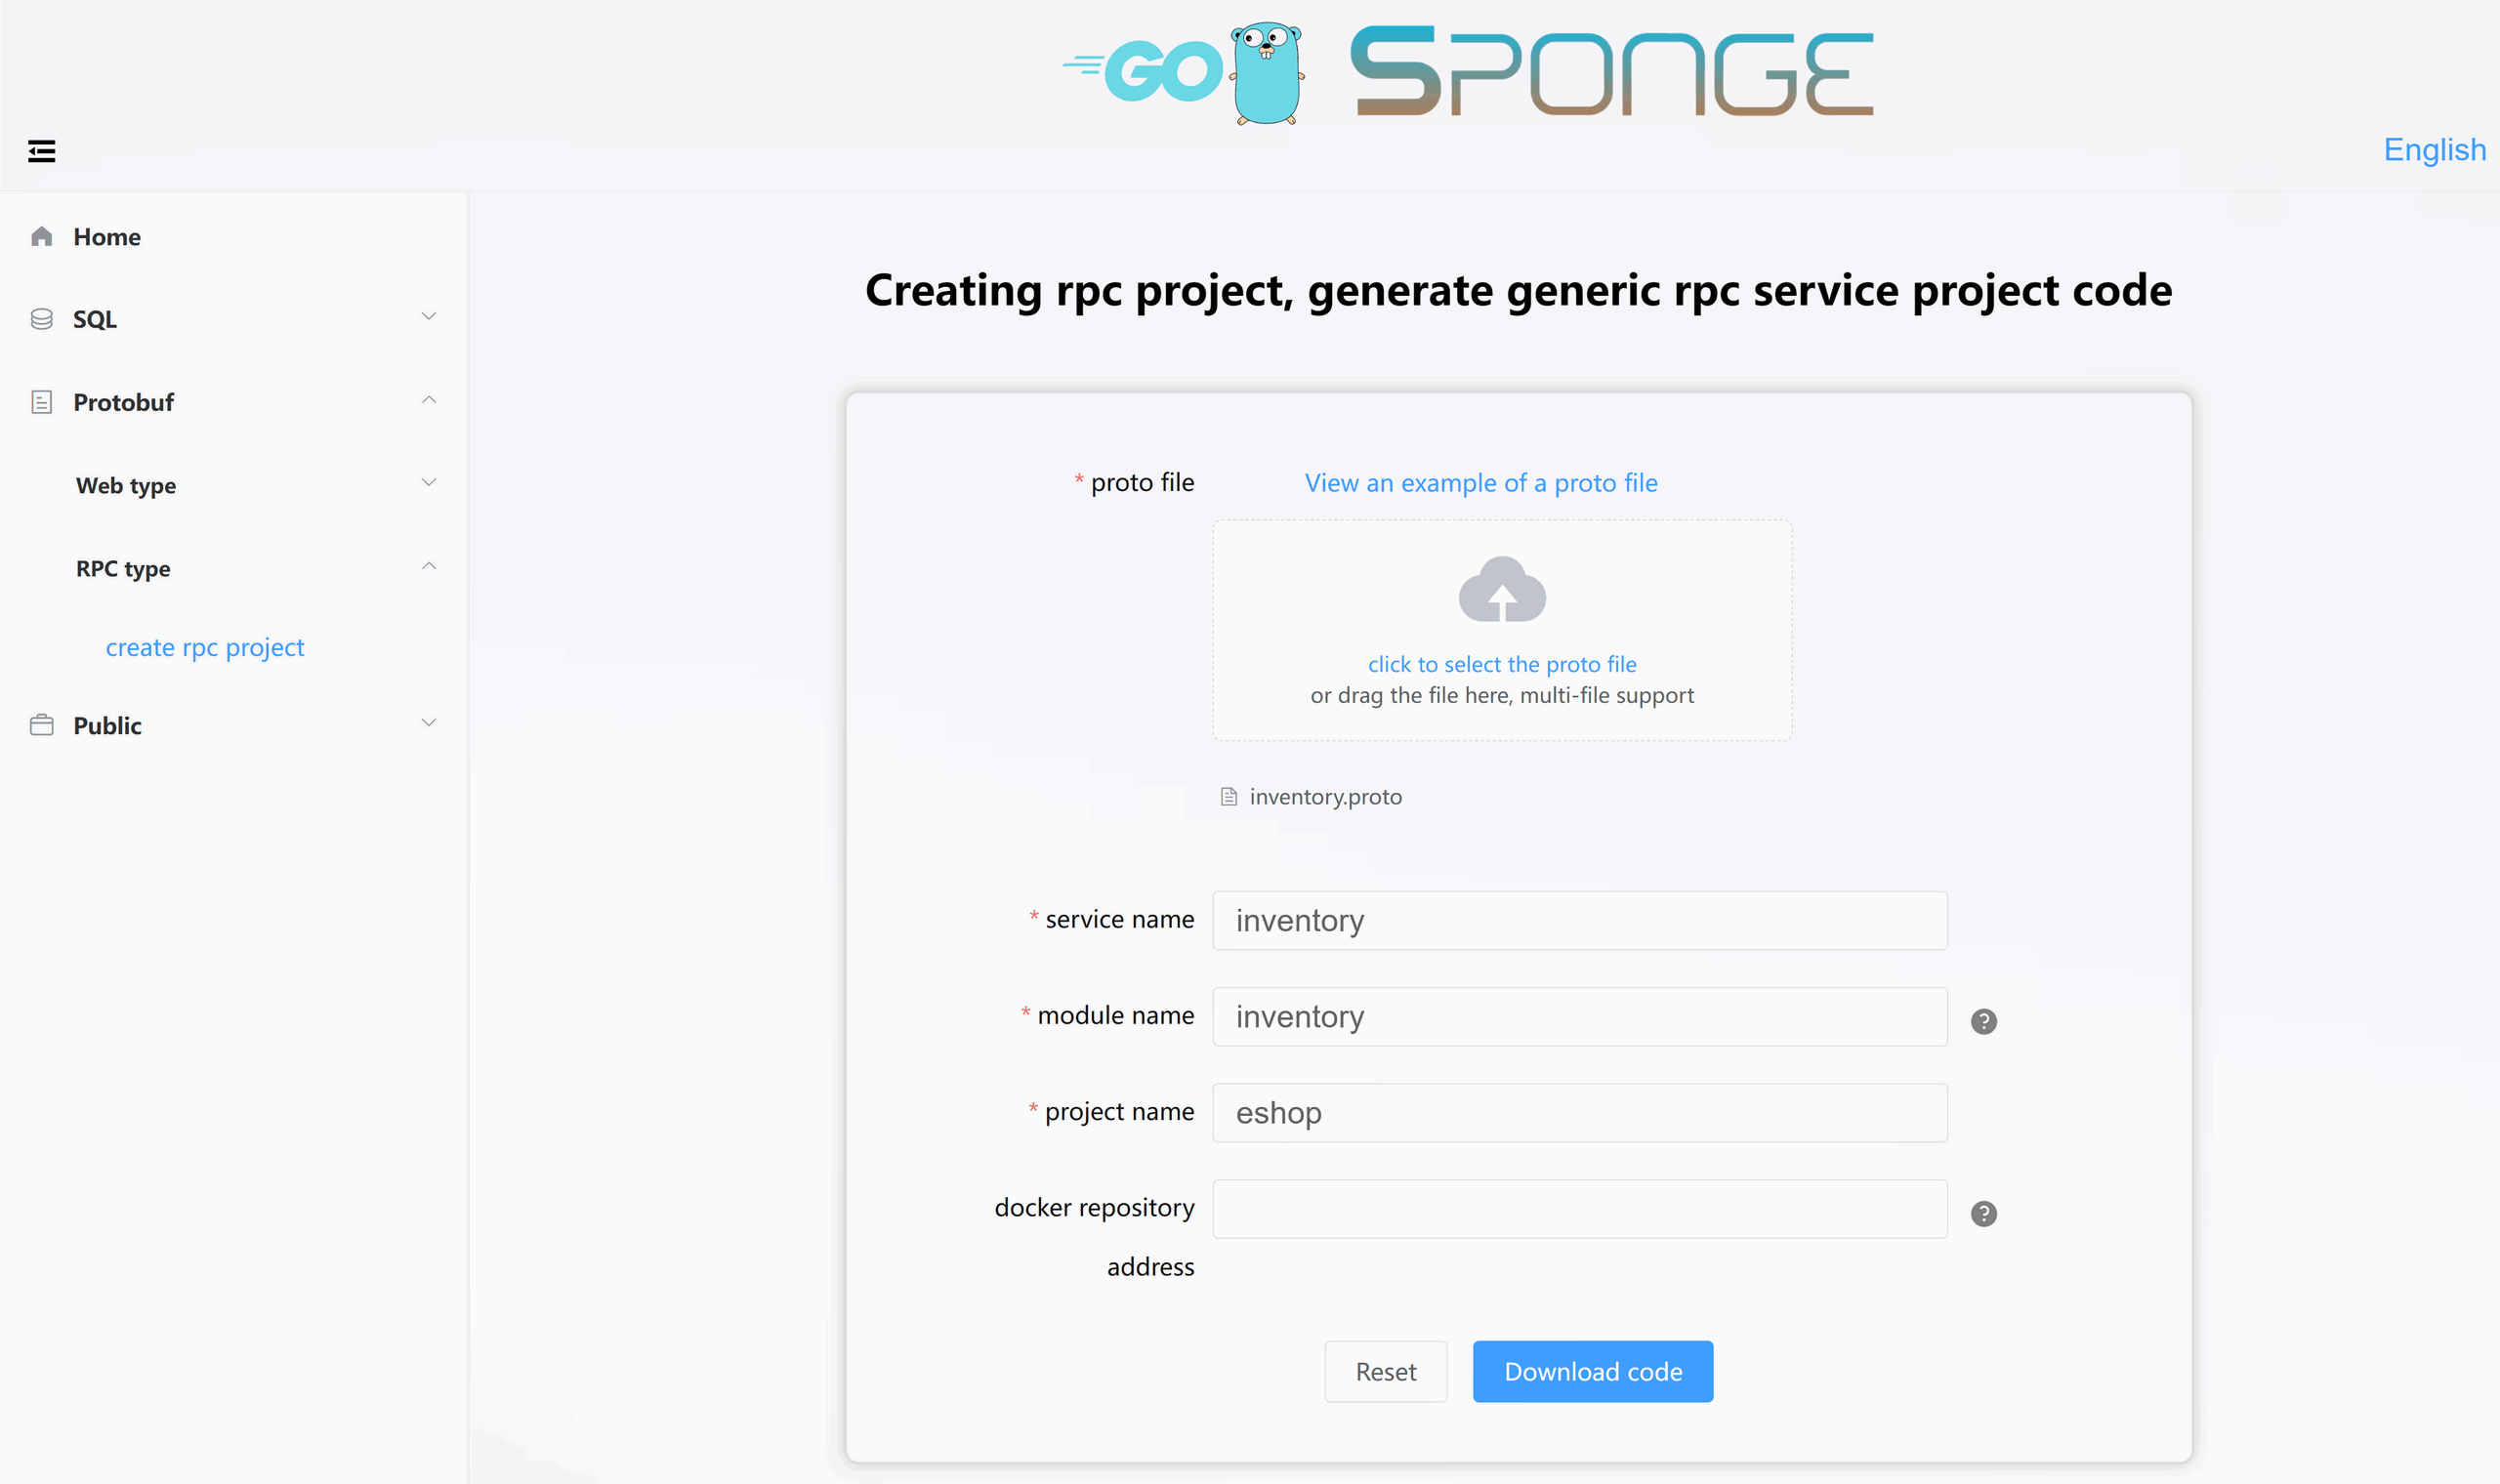 GO SPONGE
English
Home
SQL
Protobuf
Web type
RPC type
create rpc project
Public
Creating rpc project, generate generic rpc service project code
* proto file View an example of a proto file
click to select the proto file
or drag the file here, multi-file support
inventory.proto
* service name inventory
* module name inventory ?
* project name eshop
docker repository ?
address
Reset Download code